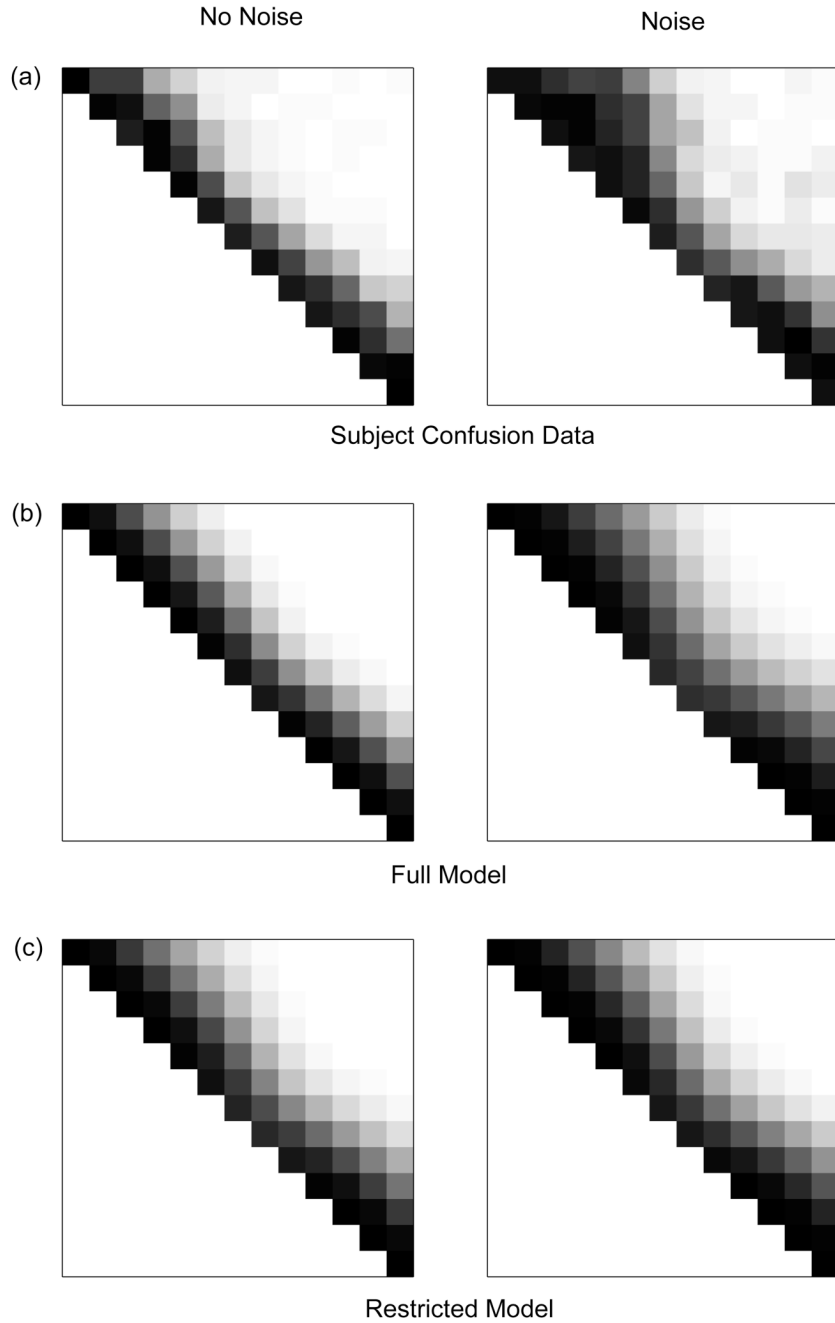 No Noise
Noise
(a)
Subject Confusion Data
(b)
Full Model
(c)
Restricted Model